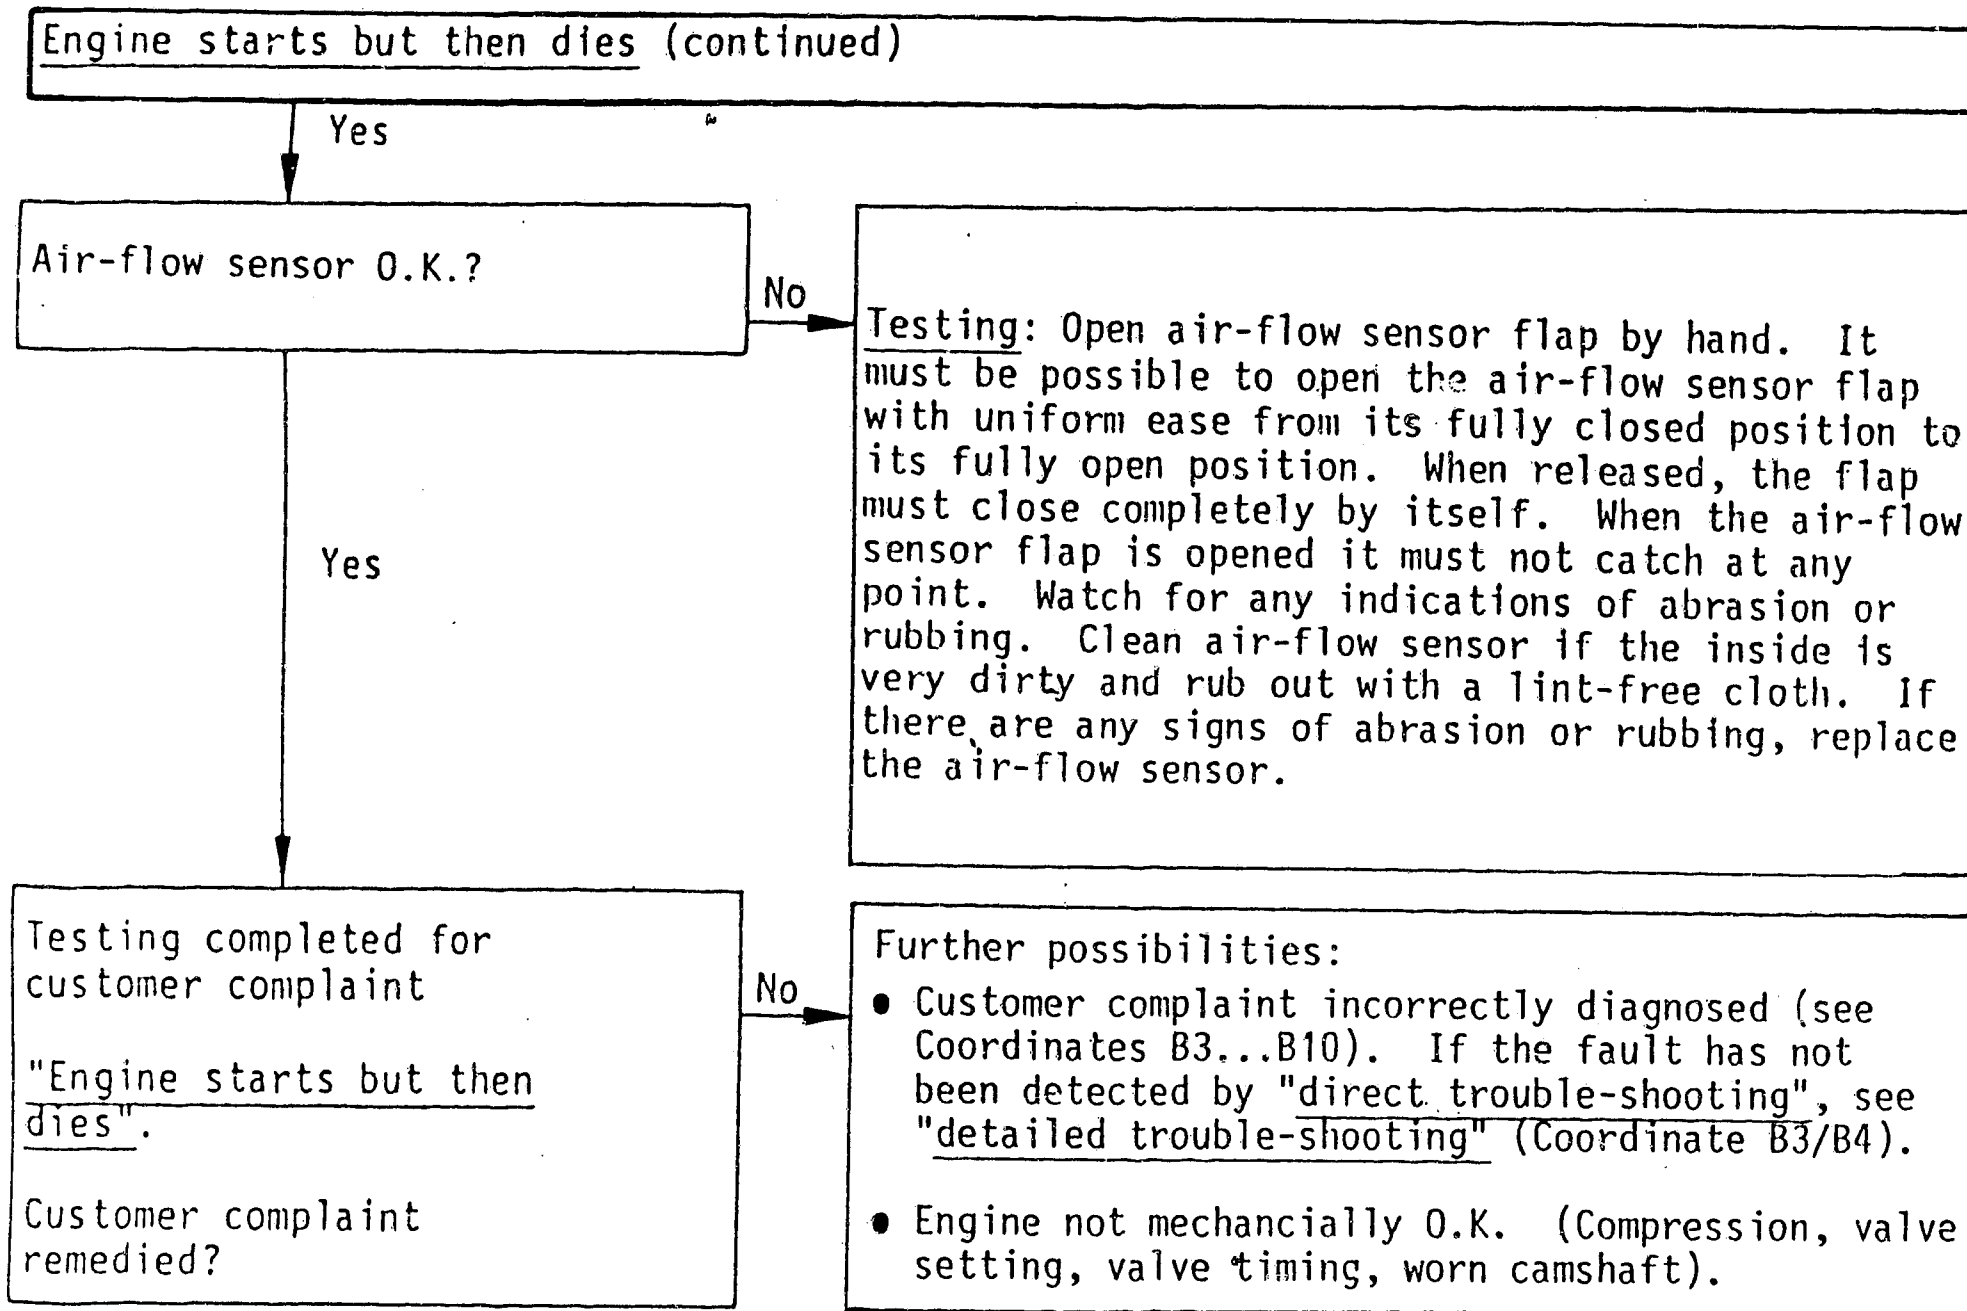 Engine starts but then dies (continued)
Yes
Air-flow sensor O.K.?
No
Testing: Open air-flow sensor flap by hand. It
must be possible to open the air-flow sensor flap
with uniform ease from its fully closed position to
its fully open position. When released, the flap
must close completely by itself. When the air-flow
sensor flap is opened it must not catch at any
point. Watch for any indications of abrasion or
rubbing. Clean air-flow sensor if the inside is
very dirty and rub out with a lint-free cloth. If
there are any signs of abrasion or rubbing, replace
the air-flow sensor.
Yes
Testing completed for
customer complaint
"Engine starts but then
dies".
Customer complaint
remedied?
No
Further possibilities:
• Customer complaint incorrectly diagnosed (see
Coordinates B3...B10). If the fault has not
been detected by "direct trouble-shooting", see
"detailed trouble-shooting" (Coordinate B3/B4).
• Engine not mechancially O.K. (Compression, valve
setting, valve timing, worn camshaft).